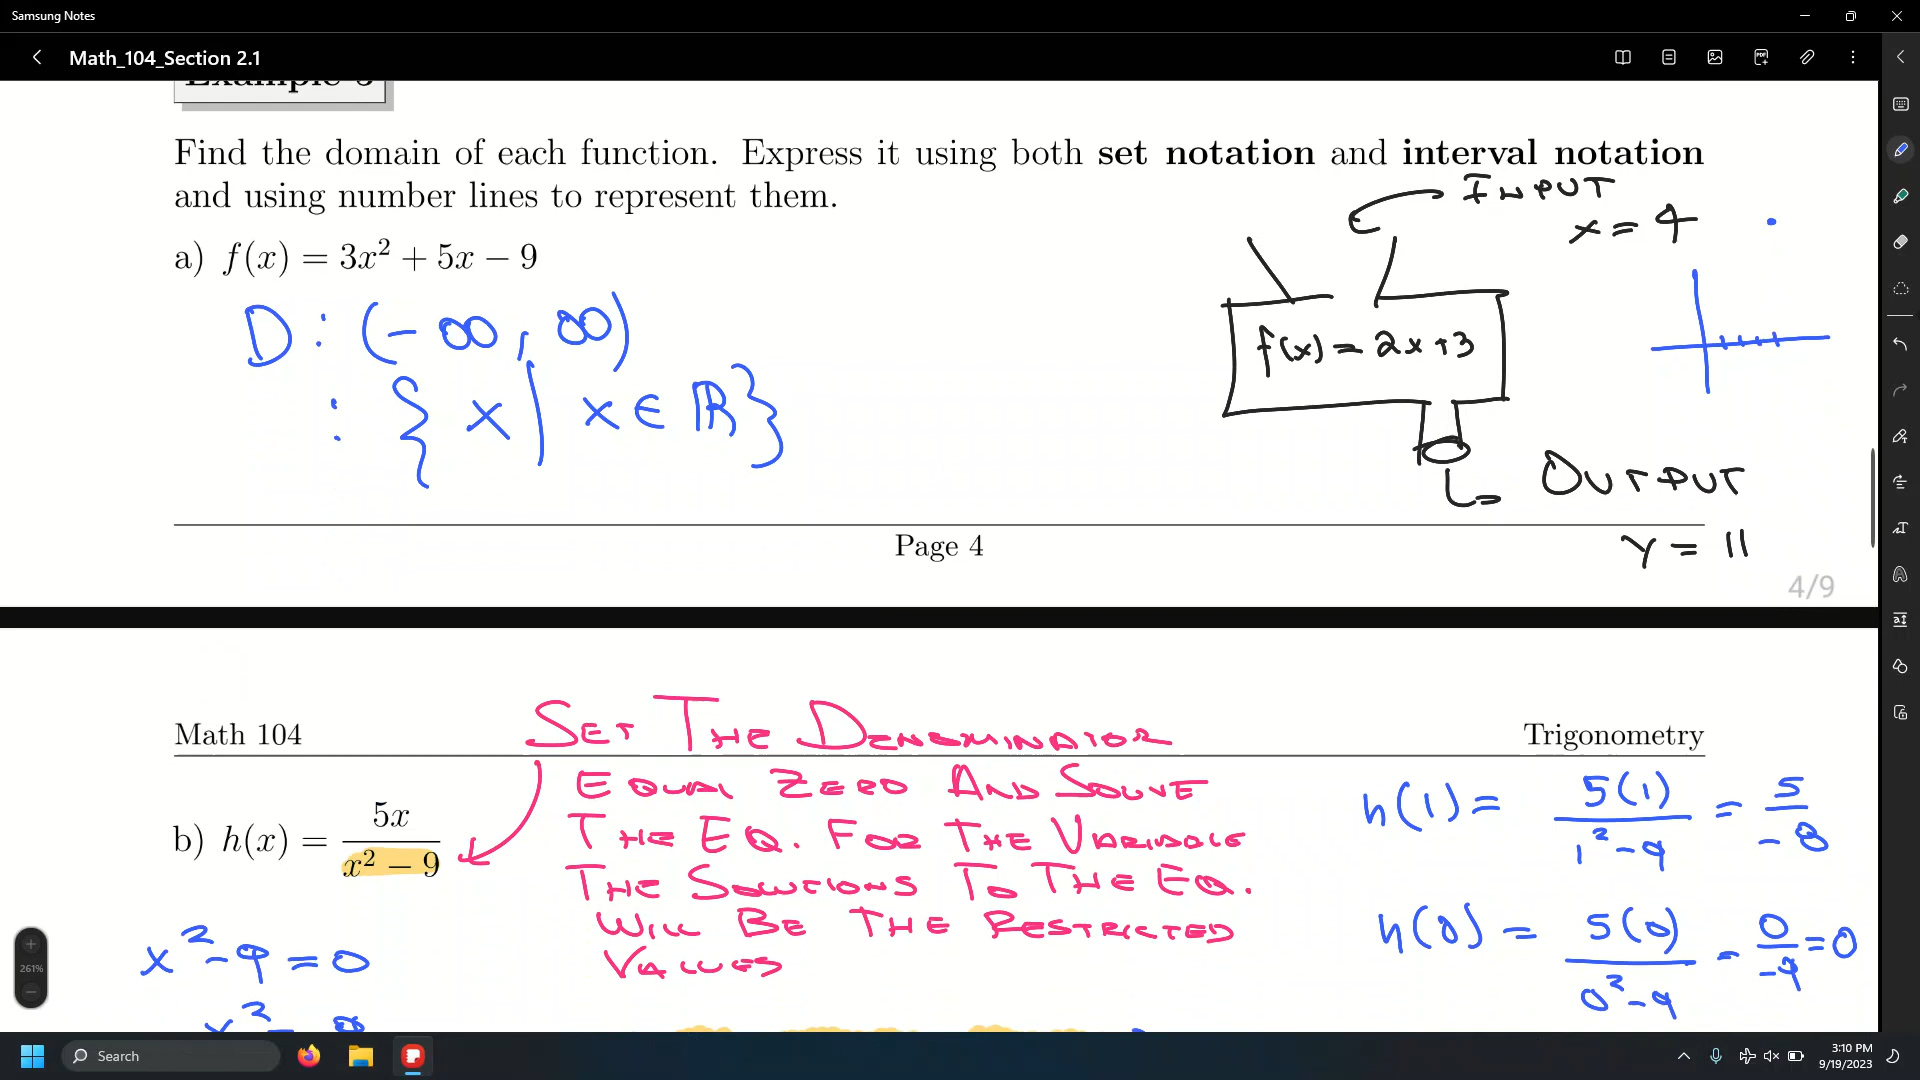 Samsung Notes
Math_104_Section 2.1
Example 3
Find the domain of each function. Express it using both set notation and interval notation
and using number lines to represent them.
a) f(x) = 3x² + 5x − 9
D : (-∞, ∞)
: { x | x ∈ ℝ }
INPUT
x = 4
f(x) = 2x+3
OUTPUT
y = 11
Page 4
4/9
Math 104
Trigonometry
SET THE DENOMINATOR
EQUAL ZERO AND SOLVE
THE EQ. FOR THE VARIABLE
THE SOLUTIONS TO THE EQ.
WILL BE THE RESTRICTED
VALUES
b) h(x) = 5x / (x² − 9)
x² - 9 = 0
h(1) = 5(1) / (1² - 9) = 5 / -8
h(0) = 5(0) / (0² - 9) = 0 / -9 = 0
261%
Search
3:10 PM
9/19/2023